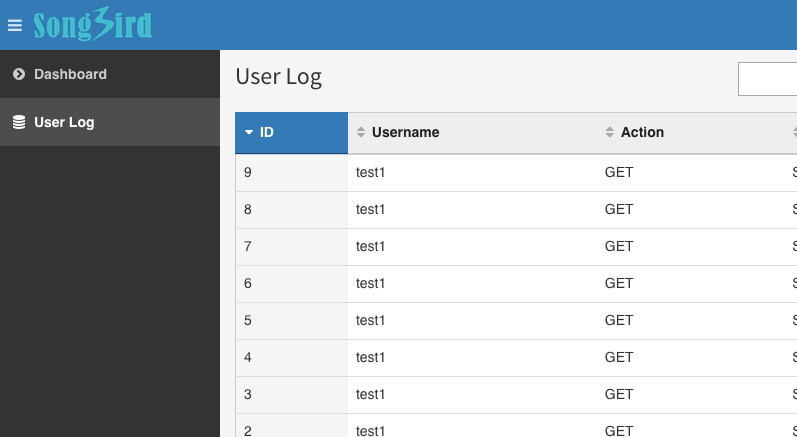 SongBird
Dashboard
User Log
User Log
ID Username Action
9 test1 GET
8 test1 GET
7 test1 GET
6 test1 GET
5 test1 GET
4 test1 GET
3 test1 GET
2 test1 GET